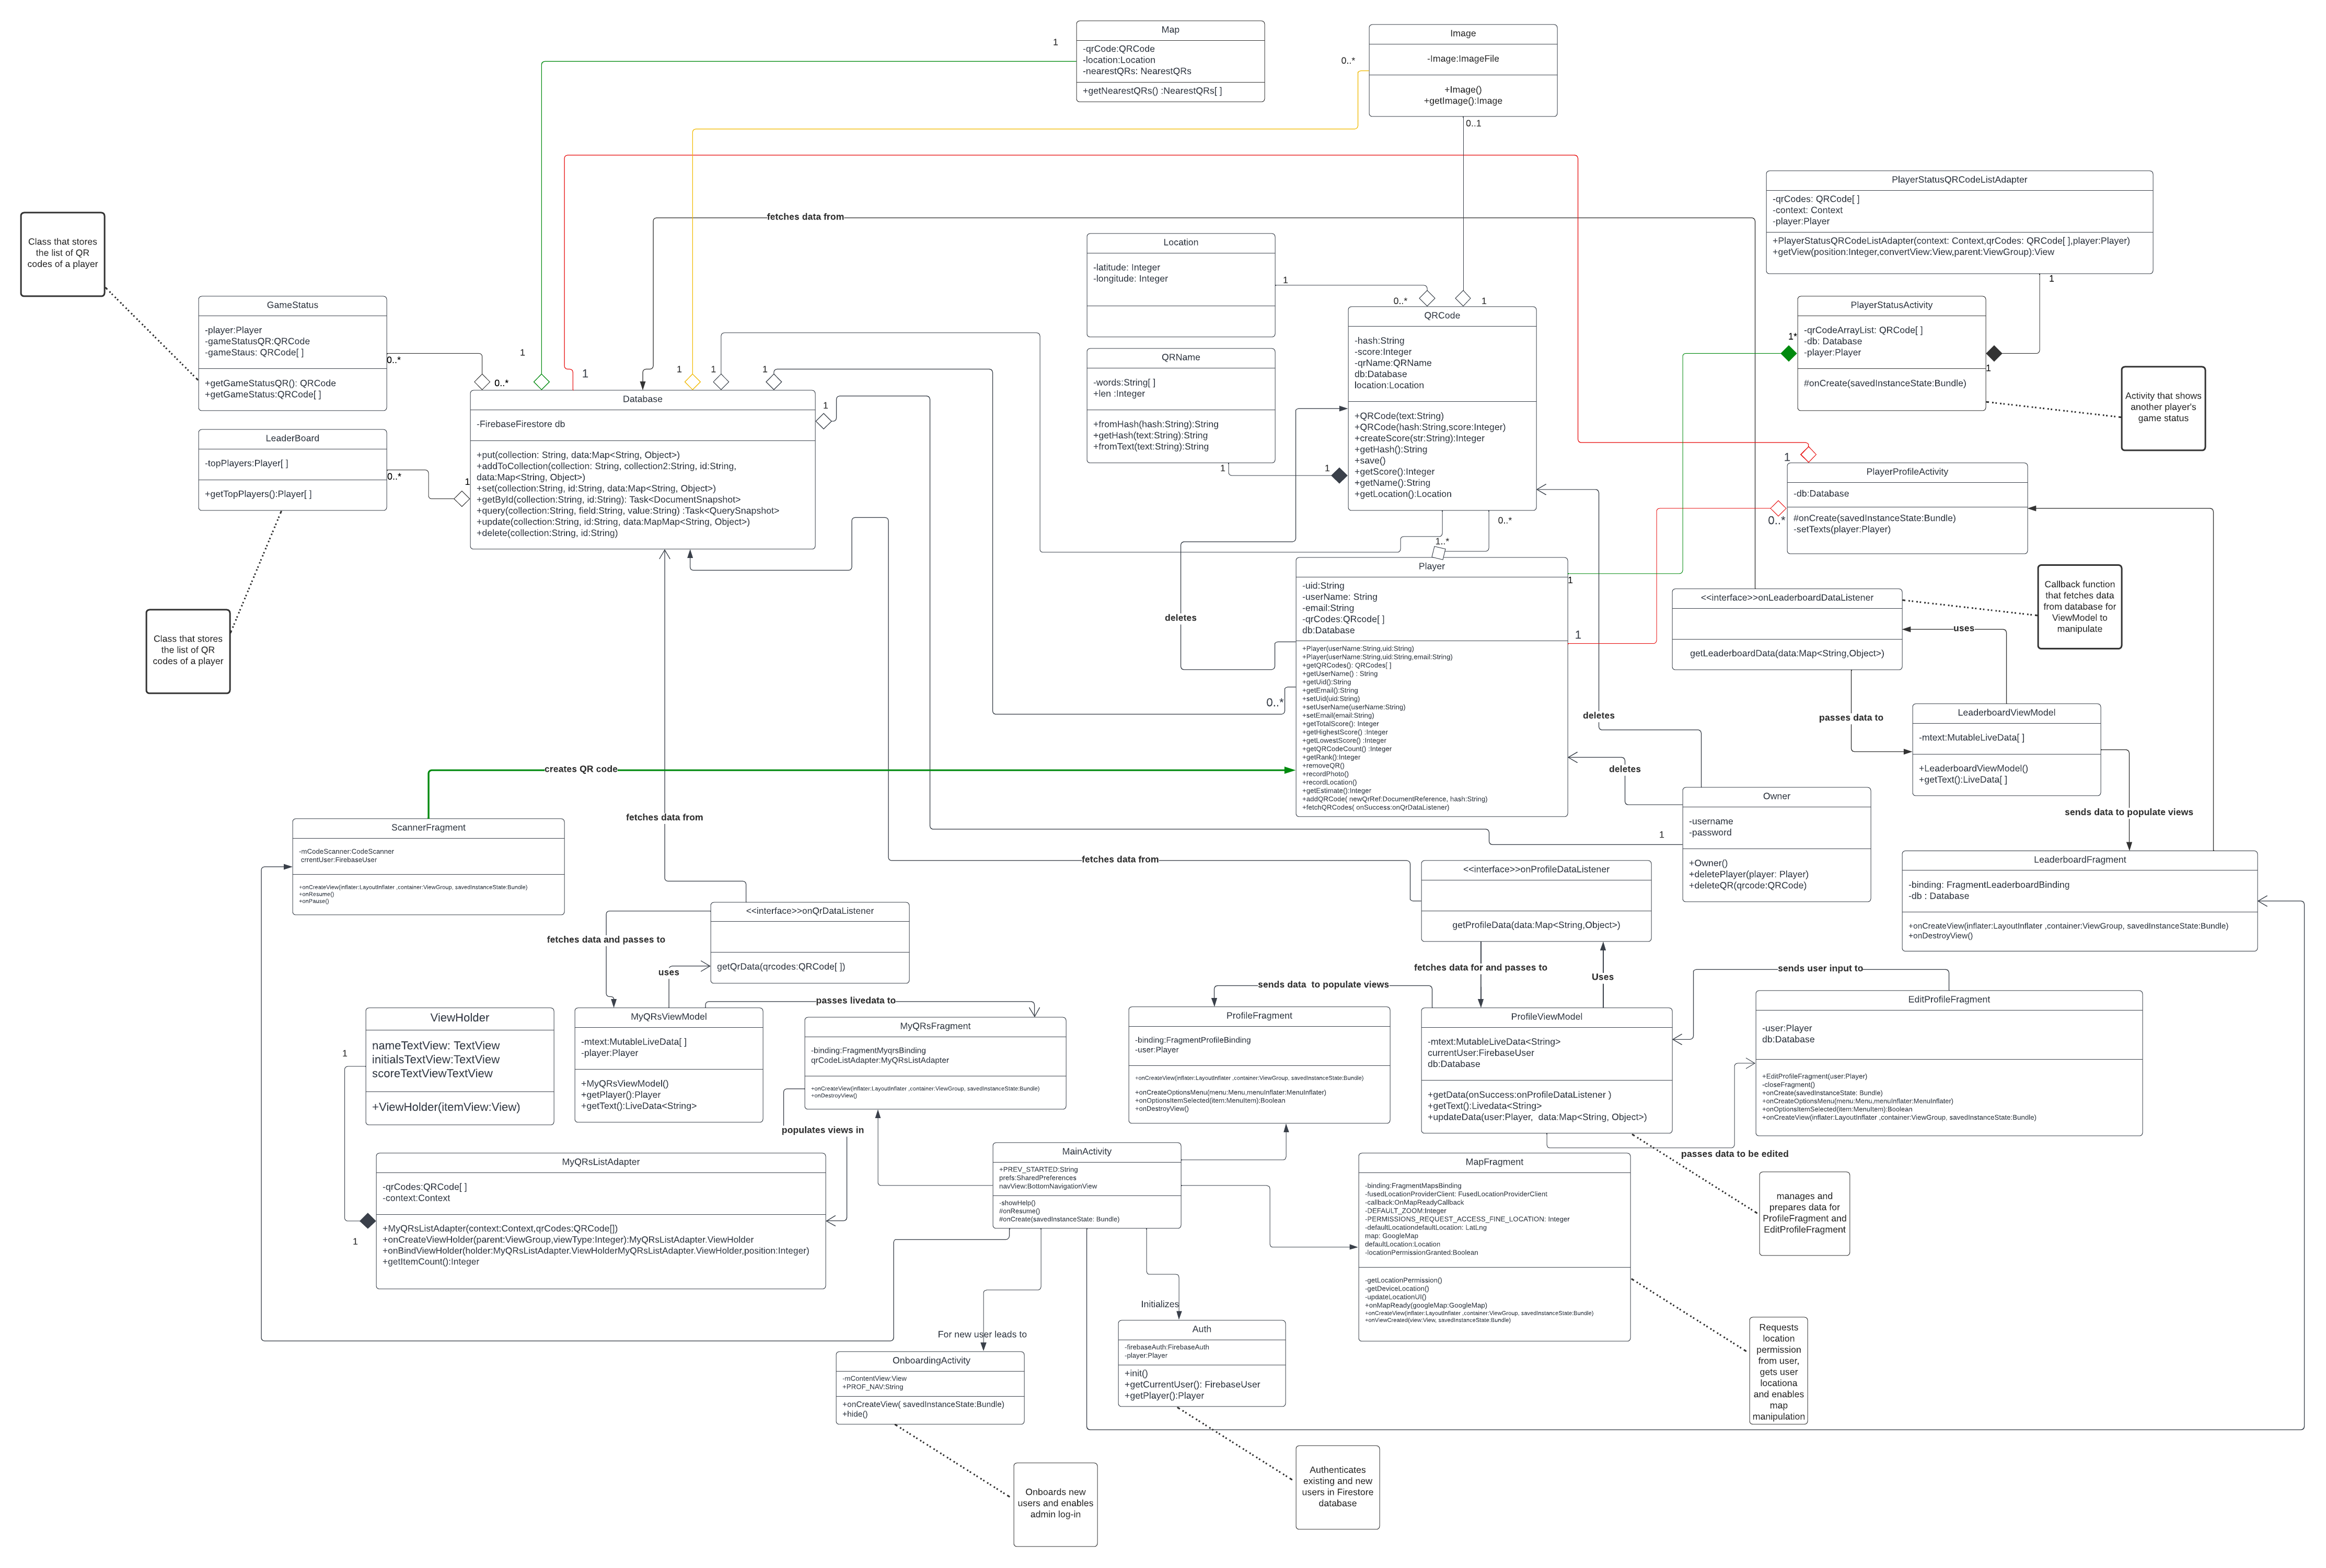 Map
-qrCode:QRCode
-location:Location
-nearestQRs: NearestQRs
+getNearestQRs() :NearestQRs[ ]
1
Image
-Image:ImageFile
+Image()
+getImage():Image
0..*
0..1
PlayerStatusQRCodeListAdapter
-qrCodes: QRCode[ ]
-context: Context
-player:Player
+PlayerStatusQRCodeListAdapter(context: Context,qrCodes: QRCode[ ],player:Player)
+getView(position:Integer,convertView:View,parent:ViewGroup):View
1
fetches data from
Class that stores
the list of QR
codes of a player
Location
-latitude: Integer
-longitude: Integer
1
0..*
1
GameStatus
-player:Player
-gameStatusQR:QRCode
-gameStaus: QRCode[ ]
+getGameStatusQR(): QRCode
+getGameStatus:QRCode[ ]
0..*
0..*
1
1
1
1
1
1
PlayerStatusActivity
-qrCodeArrayList: QRCode[ ]
-db: Database
-player:Player
#onCreate(savedInstanceState:Bundle)
1*
1
Activity that shows
another player's
game status
QRCode
-hash:String
-score:Integer
-qrName:QRName
db:Database
location:Location
+QRCode(text:String)
+QRCode(hash:String,score:Integer)
+createScore(str:String):Integer
+getHash():String
+save()
+getScore():Integer
+getName():String
+getLocation():Location
QRName
-words:String[ ]
+len :Integer
+fromHash(hash:String):String
+getHash(text:String):String
+fromText(text:String):String
1
1
Database
-FirebaseFirestore db
+put(collection: String, data:Map<String, Object>)
+addToCollection(collection: String, collection2:String, id:String,
data:Map<String, Object>)
+set(collection:String, id:String, data:Map<String, Object>)
+getById(collection:String, id:String): Task<DocumentSnapshot>
+query(collection:String, field:String, value:String) :Task<QuerySnapshot>
+update(collection:String, id:String, data:MapMap<String, Object>)
+delete(collection:String, id:String)
LeaderBoard
-topPlayers:Player[ ]
+getTopPlayers():Player[ ]
0..*
1
1
PlayerProfileActivity
-db:Database
#onCreate(savedInstanceState:Bundle)
-setTexts(player:Player)
0..*
0..*
1..*
Player
-uid:String
-userName: String
-email:String
-qrCodes:QRcode[ ]
db:Database
+Player(userName:String,uid:String)
+Player(userName:String,uid:String,email:String)
+getQRCodes(): QRCodes[ ]
+getUserName() : String
+getUid():String
+getEmail():String
+setUid(uid:String)
+setUserName(userName:String)
+setEmail(email:String)
+getTotalScore(): Integer
+getHighestScore() :Integer
+getLowestScore() :Integer
+getQRCodeCount() :Integer
+getRank():Integer
+removeQR()
+recordPhoto()
+recordLocation()
+getEstimate():Integer
+addQRCode( newQrRef:DocumentReference, hash:String)
+fetchQRCodes( onSuccess:onQrDataListener)
1
1
0..*
deletes
Class that stores
the list of QR
codes of a player
<<interface>>onLeaderboardDataListener
getLeaderboardData(data:Map<String,Object>)
uses
Callback function
that fetches data
from database for
ViewModel to
manipulate
passes data to
LeaderboardViewModel
-mtext:MutableLiveData[ ]
+LeaderboardViewModel()
+getText():LiveData[ ]
deletes
deletes
creates QR code
Owner
-username
-password
+Owner()
+deletePlayer(player: Player)
+deleteQR(qrcode:QRCode)
1
sends data to populate views
fetches data from
ScannerFragment
-mCodeScanner:CodeScanner
crrentUser:FirebaseUser
+onCreateView(inflater:LayoutInflater ,container:ViewGroup, savedInstanceState:Bundle)
+onResume()
+onPause()
fetches data from
LeaderboardFragment
-binding: FragmentLeaderboardBinding
-db : Database
+onCreateView(inflater:LayoutInflater ,container:ViewGroup, savedInstanceState:Bundle)
+onDestroyView()
<<interface>>onProfileDataListener
getProfileData(data:Map<String,Object>)
<<interface>>onQrDataListener
getQrData(qrcodes:QRCode[ ])
fetches data and passes to
uses
fetches data for and passes to
Uses
sends user input to
sends data  to populate views
passes livedata to
ViewHolder
nameTextView: TextView
initialsTextView:TextView
scoreTextViewTextView
+ViewHolder(itemView:View)
1
MyQRsViewModel
-mtext:MutableLiveData[ ]
-player:Player
+MyQRsViewModel()
+getPlayer():Player
+getText():LiveData<String>
MyQRsFragment
-binding:FragmentMyqrsBinding
qrCodeListAdapter:MyQRsListAdapter
+onCreateView(inflater:LayoutInflater ,container:ViewGroup, savedInstanceState:Bundle)
+onDestroyView()
ProfileFragment
-binding:FragmentProfileBinding
-user:Player
+onCreateView(inflater:LayoutInflater ,container:ViewGroup, savedInstanceState:Bundle)
+onCreateOptionsMenu(menu:Menu,menuInflater:MenuInflater)
+onOptionsItemSelected(item:MenuItem):Boolean
+onDestroyView()
ProfileViewModel
-mtext:MutableLiveData<String>
currentUser:FirebaseUser
db:Database
+getData(onSuccess:onProfileDataListener )
+getText():Livedata<String>
+updateData(user:Player,  data:Map<String, Object>)
EditProfileFragment
-user:Player
db:Database
+EditProfileFragment(user:Player)
-closeFragment()
+onCreate(savedInstanceState: Bundle)
+onCreateOptionsMenu(menu:Menu,menuInflater:MenuInflater)
+onOptionsItemSelected(item:MenuItem):Boolean
+onCreateView(inflater:LayoutInflater ,container:ViewGroup, savedInstanceState:Bundle)
populates views in
passes data to be edited
MyQRsListAdapter
-qrCodes:QRCode[ ]
-context:Context
+MyQRsListAdapter(context:Context,qrCodes:QRCode[])
+onCreateViewHolder(parent:ViewGroup,viewType:Integer):MyQRsListAdapter.ViewHolder
+onBindViewHolder(holder:MyQRsListAdapter.ViewHolderMyQRsListAdapter.ViewHolder,position:Integer)
+getItemCount():Integer
1
MainActivity
+PREV_STARTED:String
prefs:SharedPreferences
navView:BottomNavigationView
-showHelp()
#onResume()
#onCreate(savedInstanceState: Bundle)
MapFragment
-binding:FragmentMapsBinding
-fusedLocationProviderClient: FusedLocationProviderClient
-callback:OnMapReadyCallback
-DEFAULT_ZOOM:Integer
-PERMISSIONS_REQUEST_ACCESS_FINE_LOCATION: Integer
-defaultLocationdefaultLocation: LatLng
map: GoogleMap
defaultLocation:Location
-locationPermissionGranted:Boolean
-getLocationPermission()
-getDeviceLocation()
-updateLocationUI()
+onMapReady(googleMap:GoogleMap)
+onCreateView(inflater:LayoutInflater ,container:ViewGroup, savedInstanceState:Bundle)
+onViewCreated(view:View, savedInstanceState:Bundle)
manages and
prepares data for
ProfileFragment and
EditProfileFragment
Initializes
For new user leads to
Auth
-firebaseAuth:FirebaseAuth
-player:Player
+init()
+getCurrentUser(): FirebaseUser
+getPlayer():Player
OnboardingActivity
-mContentView:View
+PROF_NAV:String
+onCreateView( savedInstanceState:Bundle)
+hide()
Requests
location
permission
from user,
gets user
locationa
and enables
map
manipulation
Authenticates
existing and new
users in Firestore
database
Onboards new
users and enables
admin log-in